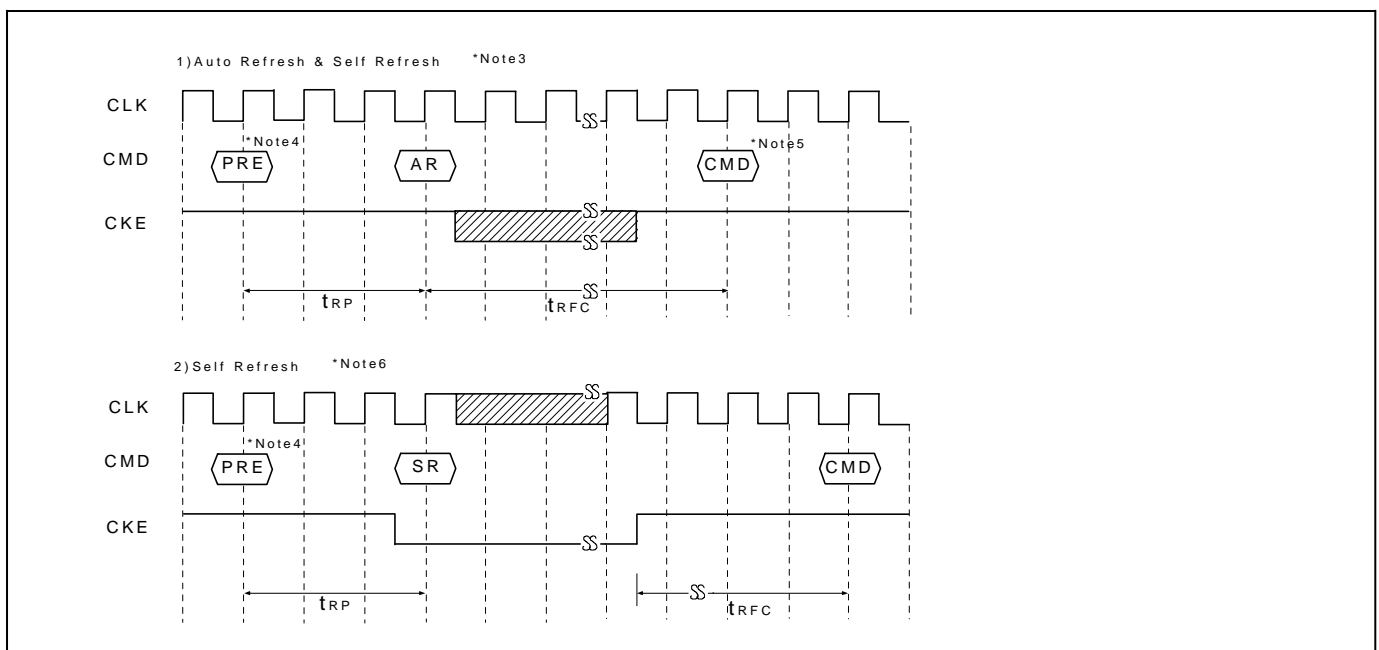 1)Auto Refresh & Self Refresh *Note3
CLK
*Note4 *Note5
CMD PRE AR CMD
CKE
tRP tRFC
2)Self Refresh *Note6
CLK
*Note4
CMD PRE SR CMD
CKE
tRP tRFC